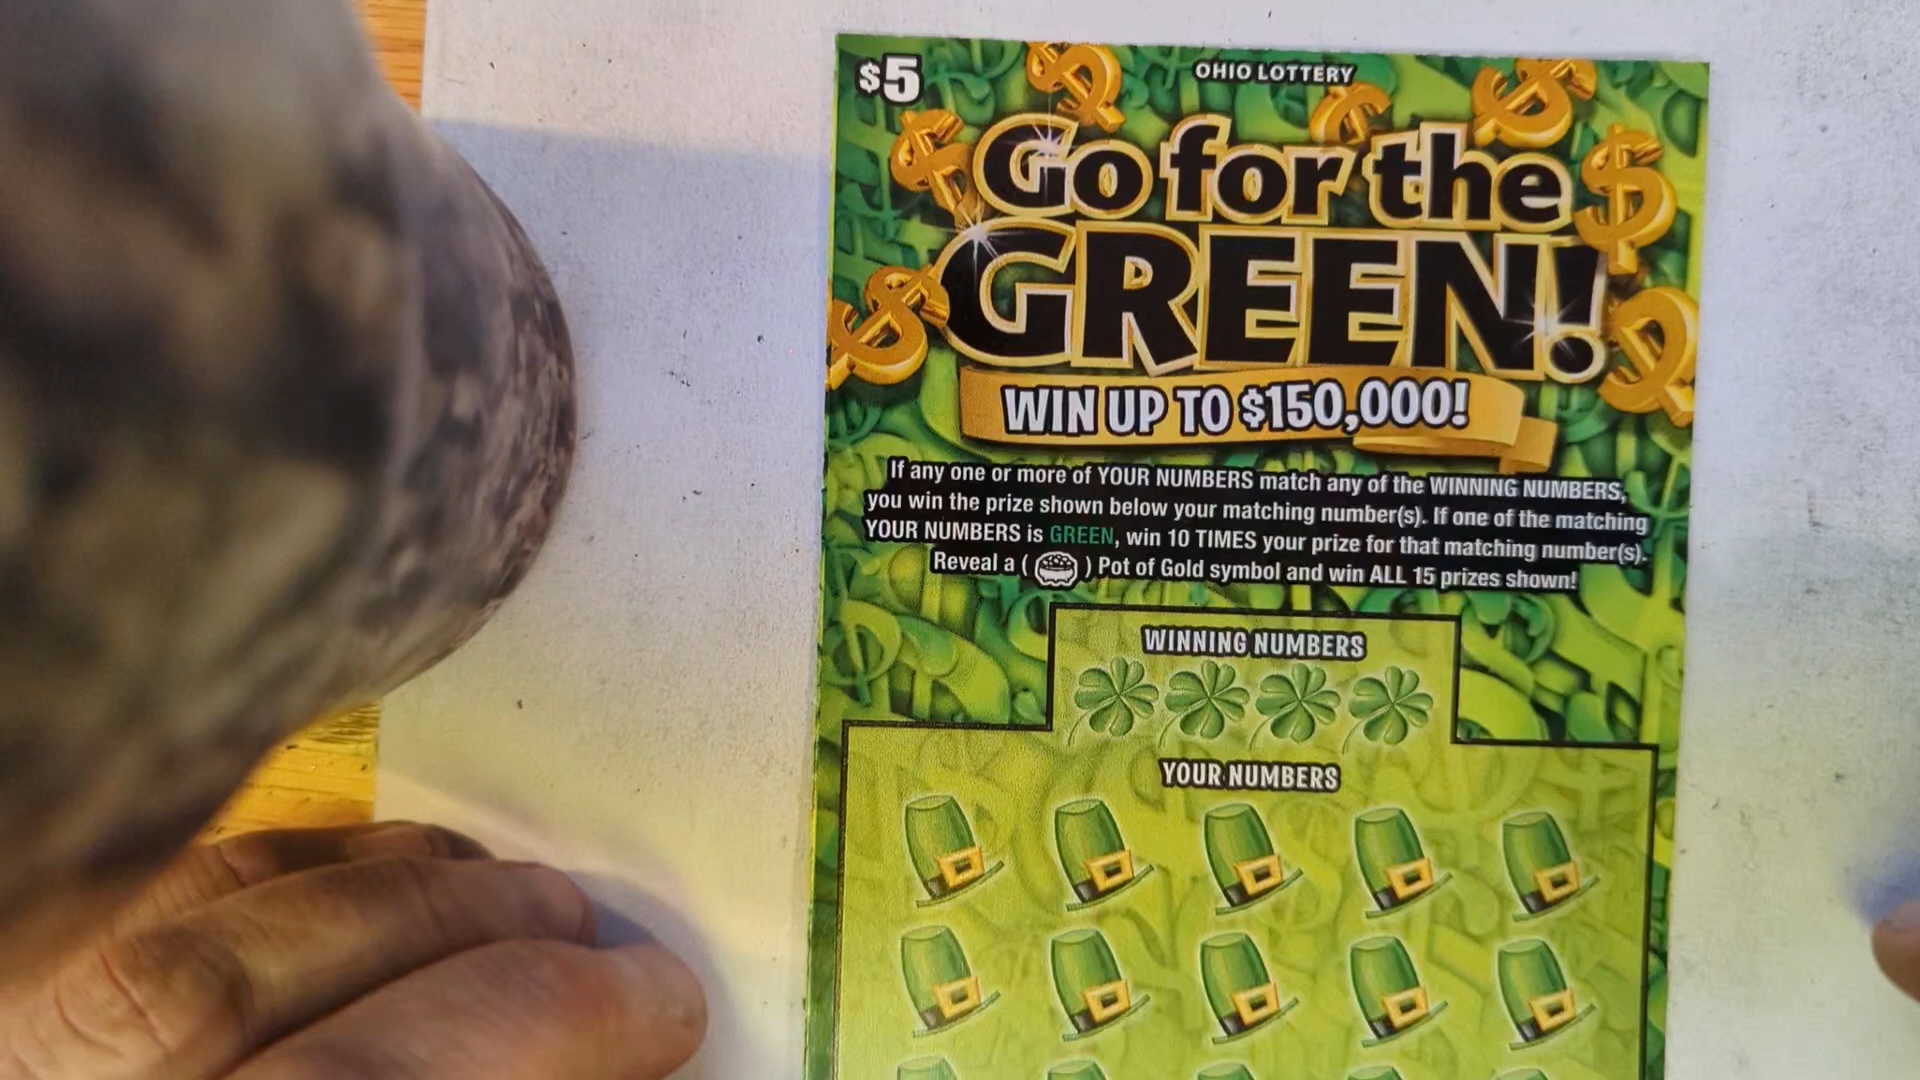 $5
OHIO LOTTERY
Go for the
GREEN!
WIN UP TO $150,000!
If any one or more of YOUR NUMBERS match any of the WINNING NUMBERS,
you win the prize shown below your matching number(s). If one of the matching
YOUR NUMBERS is GREEN, win 10 TIMES your prize for that matching number(s).
Reveal a ( ) Pot of Gold symbol and win ALL 15 prizes shown!
WINNING NUMBERS
YOUR NUMBERS